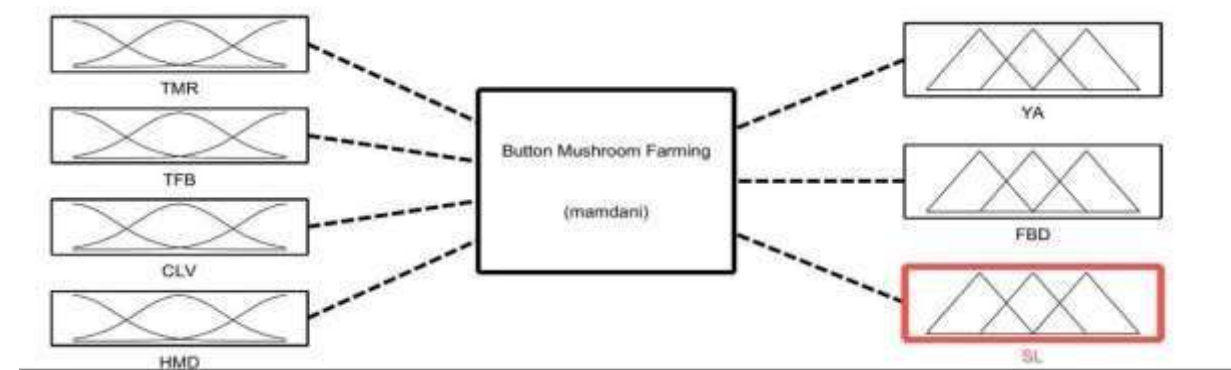 TMR
TFB
CLV
HMD
Button Mushroom Farming
(mamdani)
YA
FBD
SL